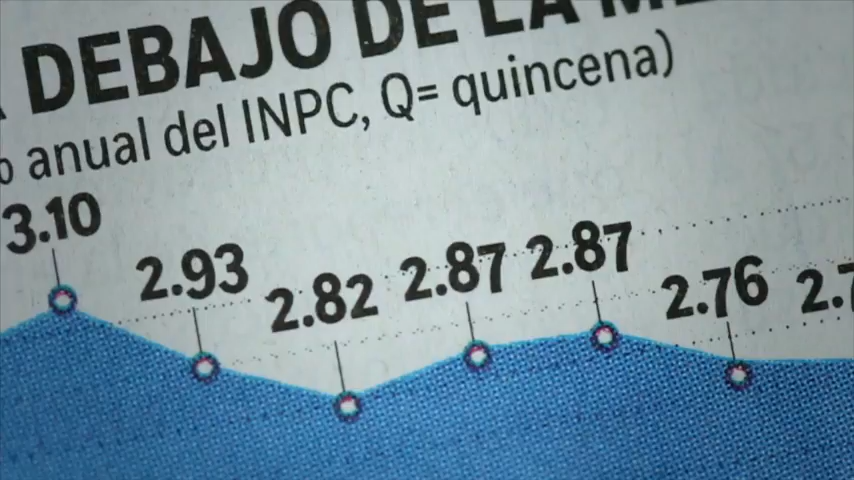 DEBAJO DE LA
anual del INPC, Q= quincena)
3.10 2.93 2.82 2.87 2.87 2.76